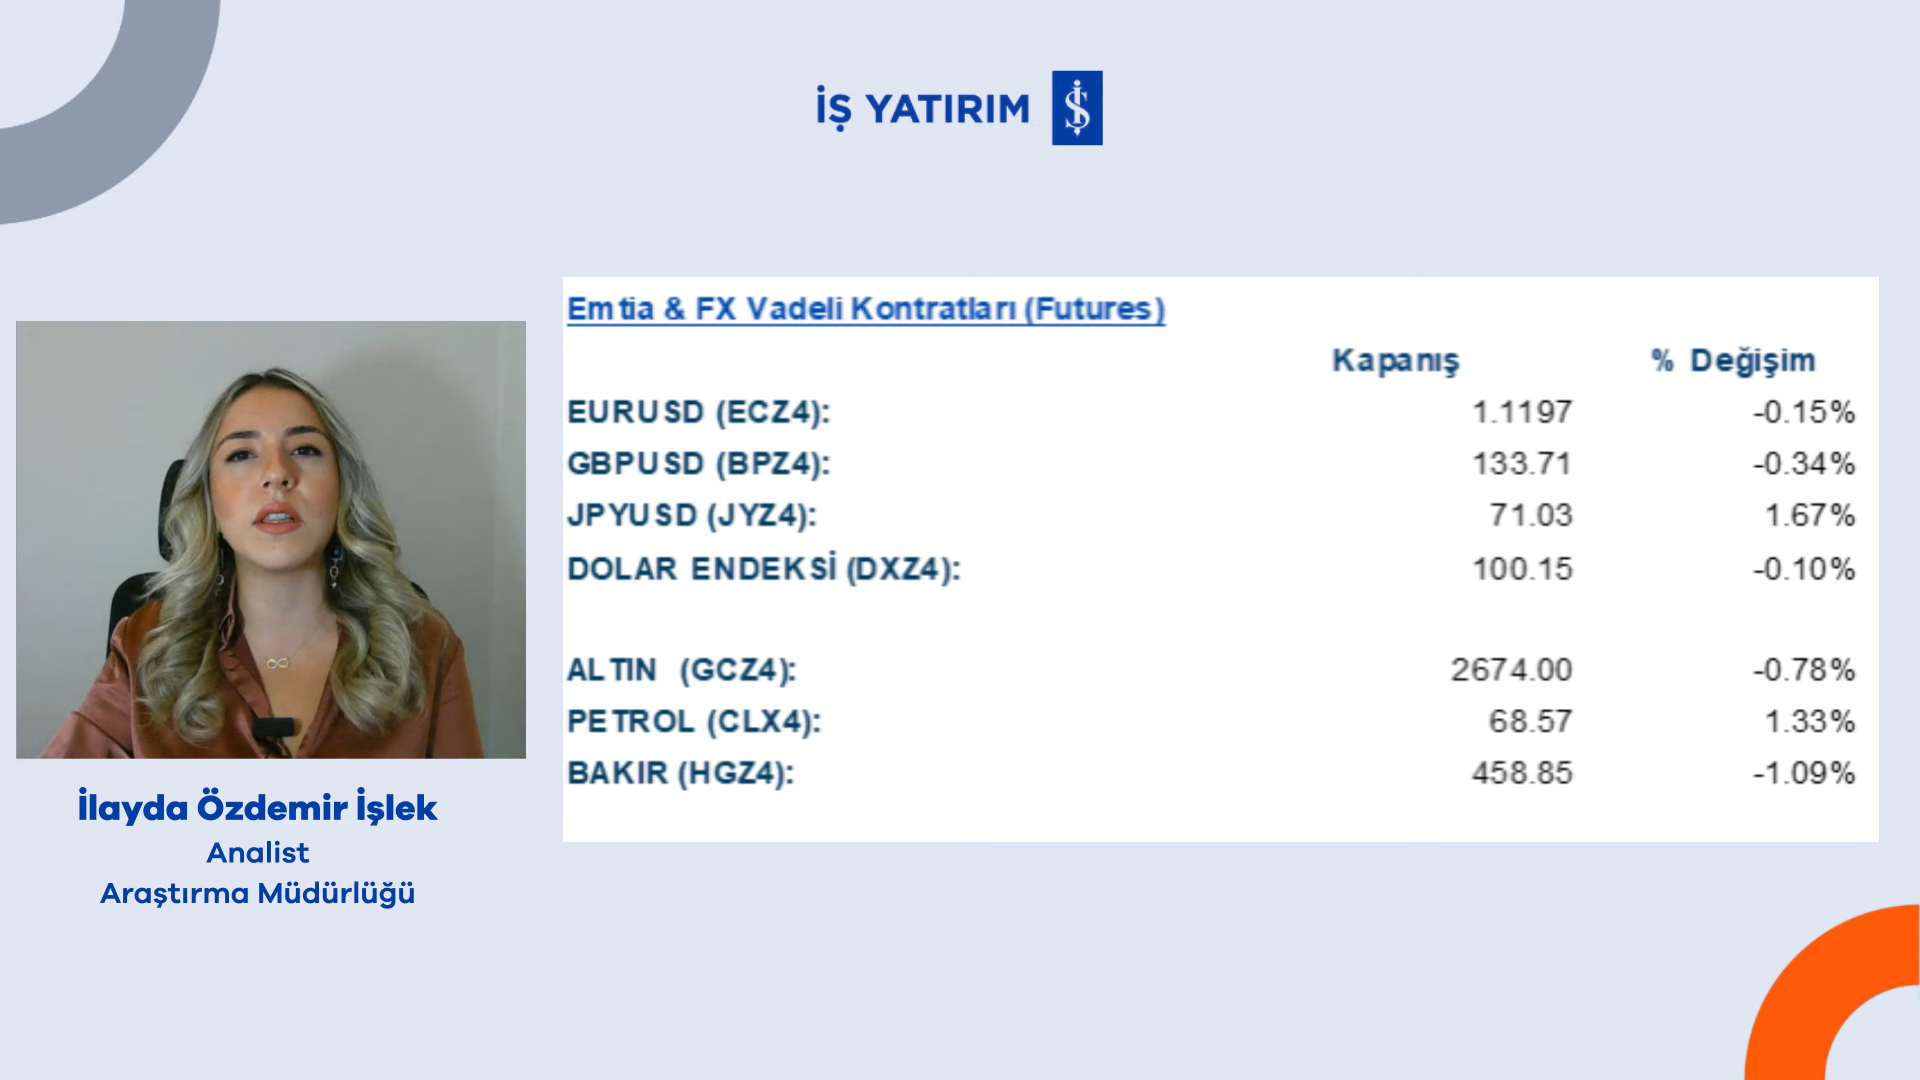 İŞ YATIRIM
Emtia & FX Vadeli Kontratları (Futures)
Kapanış % Değişim
EURUSD (ECZ4): 1.1197 -0.15%
GBPUSD (BPZ4): 133.71 -0.34%
JPYUSD (JYZ4): 71.03 1.67%
DOLAR ENDEKSİ (DXZ4): 100.15 -0.10%
ALTIN (GCZ4): 2674.00 -0.78%
PETROL (CLX4): 68.57 1.33%
BAKIR (HGZ4): 458.85 -1.09%
İlayda Özdemir İşlek
Analist
Araştırma Müdürlüğü